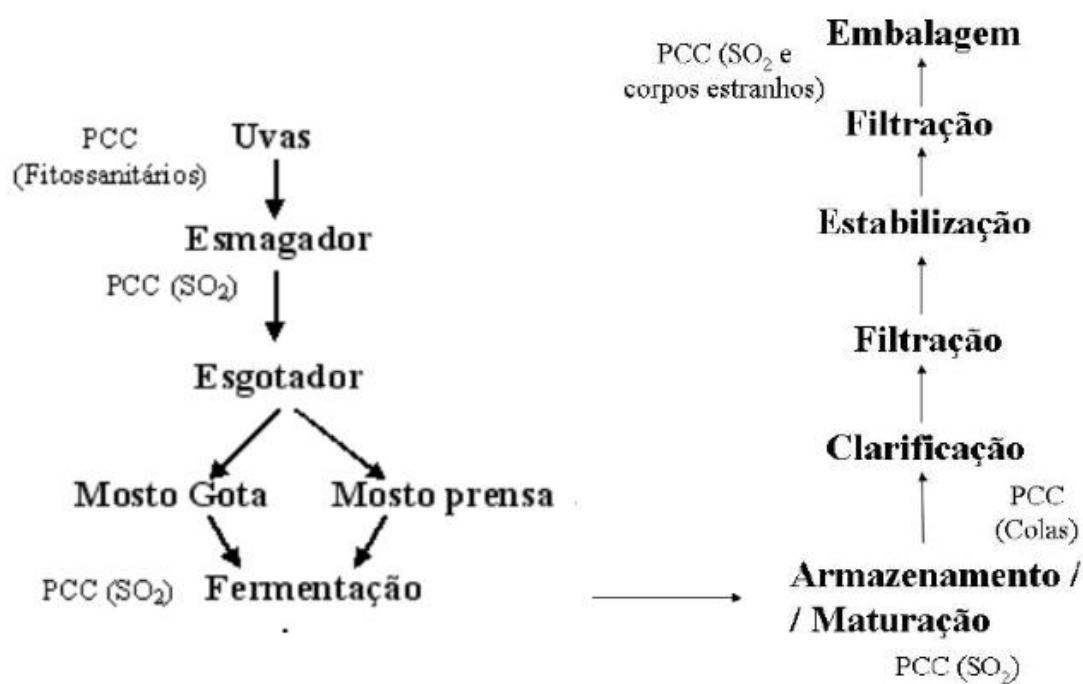 PCC
(Fitossanitários)
Uvas
Esmagador
PCC (SO₂)
Esgotador
Mosto Gota
Mosto prensa
PCC (SO₂)
Fermentação
Armazenamento /
/ Maturação
PCC (SO₂)
PCC
(Colas)
Clarificação
Filtração
Estabilização
Filtração
PCC (SO₂ e
corpos estranhos)
Embalagem